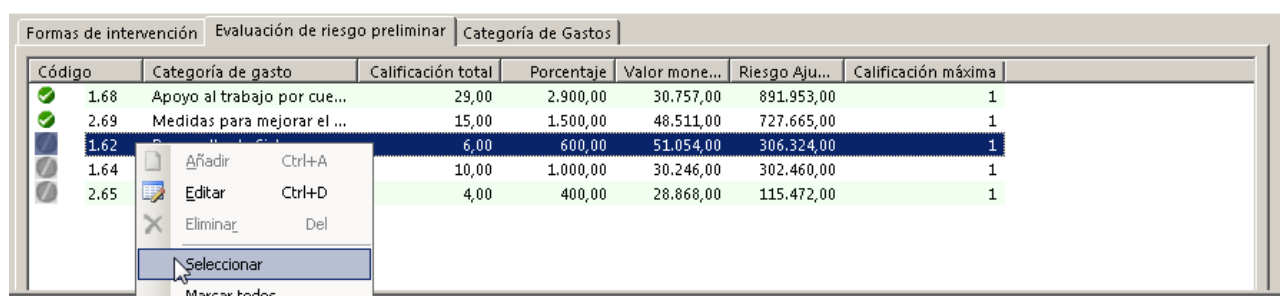 Formas de intervención Evaluación de riesgo preliminar Categoría de Gastos
Código Categoría de gasto Calificación total Porcentaje Valor mone... Riesgo Aju... Calificación máxima
1.68 Apoyo al trabajo por cue... 29,00 2.900,00 30.757,00 891.953,00 1
2.69 Medidas para mejorar el ... 15,00 1.500,00 48.511,00 727.665,00 1
1.62 6,00 600,00 51.054,00 306.324,00 1
1.64 10,00 1.000,00 30.246,00 302.460,00 1
2.65 4,00 400,00 28.868,00 115.472,00 1
Añadir Ctrl+A
Editar Ctrl+D
Eliminar Del
Seleccionar
Marcar todos